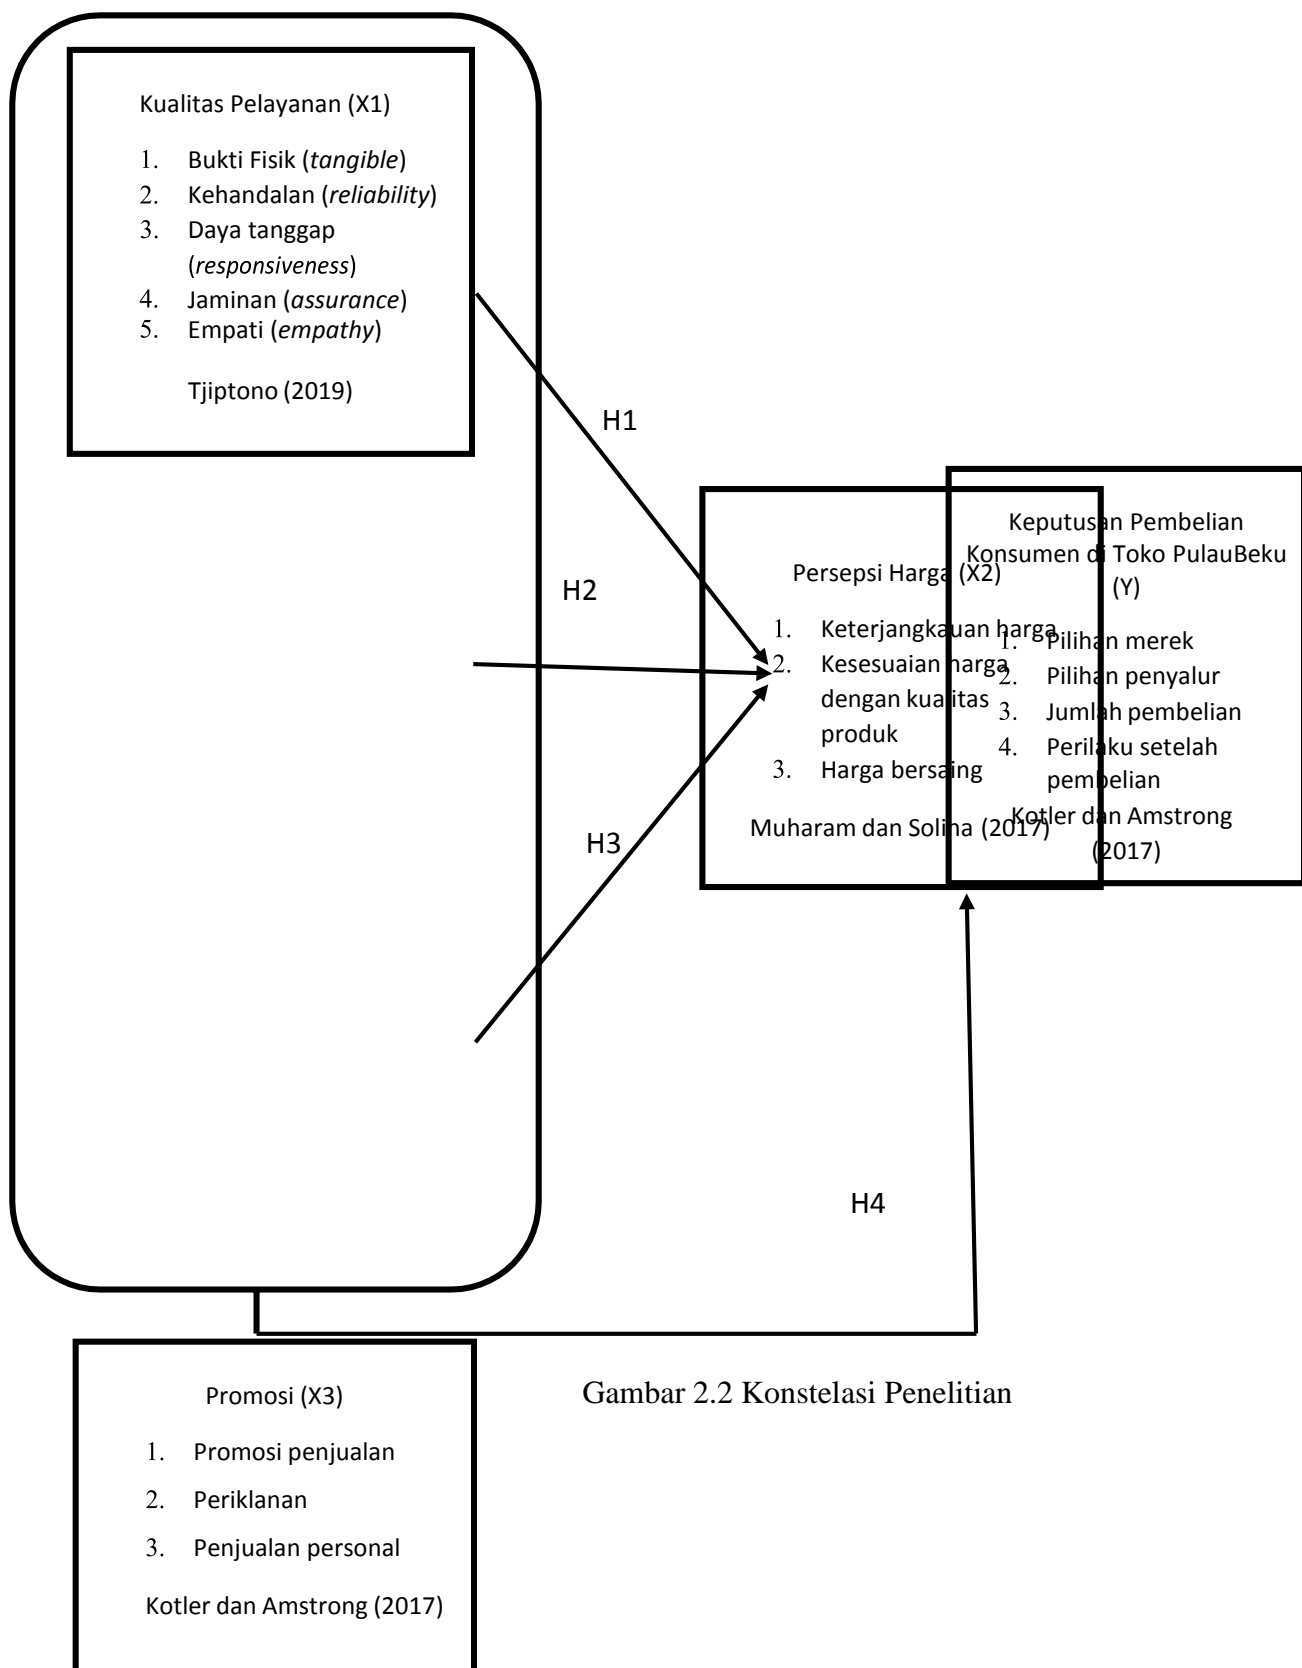 Kualitas Pelayanan (X1)
1. Bukti Fisik (tangible)
2. Kehandalan (reliability)
3. Daya tanggap
(responsiveness)
4. Jaminan (assurance)
5. Empati (empathy)
Tjiptono (2019)
H1
H2
H3
Persepsi Harga (X2)
1. Keterjangkauan harga
2. Kesesuaian harga
dengan kualitas
produk
3. Harga bersaing
Muharam dan Soliha (2017)
Keputusan Pembelian
Konsumen di Toko PulauBeku
(Y)
1. Pilihan merek
2. Pilihan penyalur
3. Jumlah pembelian
4. Perilaku setelah
pembelian
Kotler dan Amstrong
(2017)
H4
Gambar 2.2 Konstelasi Penelitian
Promosi (X3)
1. Promosi penjualan
2. Periklanan
3. Penjualan personal
Kotler dan Amstrong (2017)